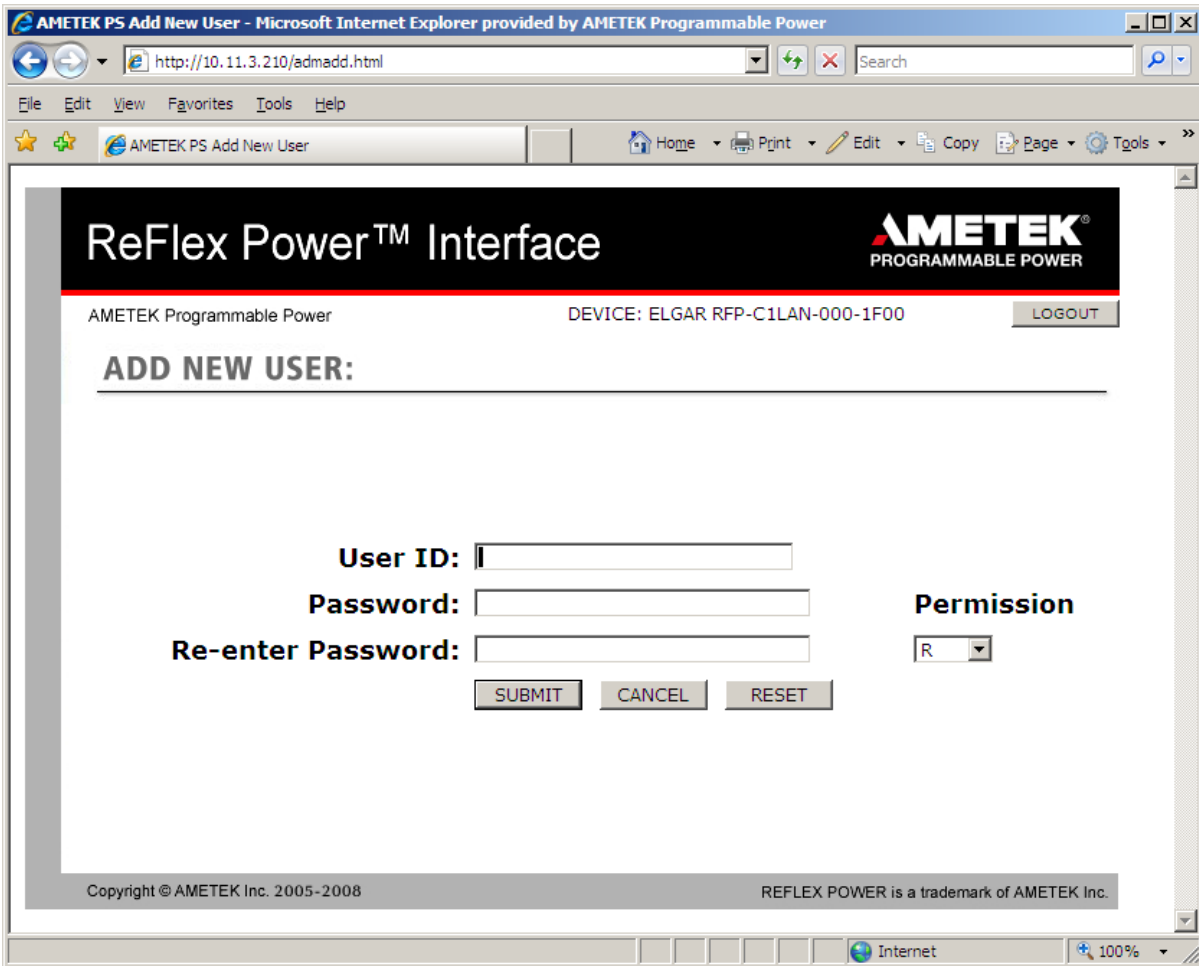 AMETEK PS Add New User - Microsoft Internet Explorer provided by AMETEK Programmable Power
http://10.11.3.210/admadd.html
Search
File Edit View Favorites Tools Help
AMETEK PS Add New User
Home Print Edit Copy Page Tools »
ReFlex Power™ Interface
AMETEK®
PROGRAMMABLE POWER
AMETEK Programmable Power
DEVICE: ELGAR RFP-C1LAN-000-1F00
LOGOUT
ADD NEW USER:
User ID:
Password:
Permission
Re-enter Password:
R
SUBMIT CANCEL RESET
Copyright © AMETEK Inc. 2005-2008
REFLEX POWER is a trademark of AMETEK Inc.
Internet
100%